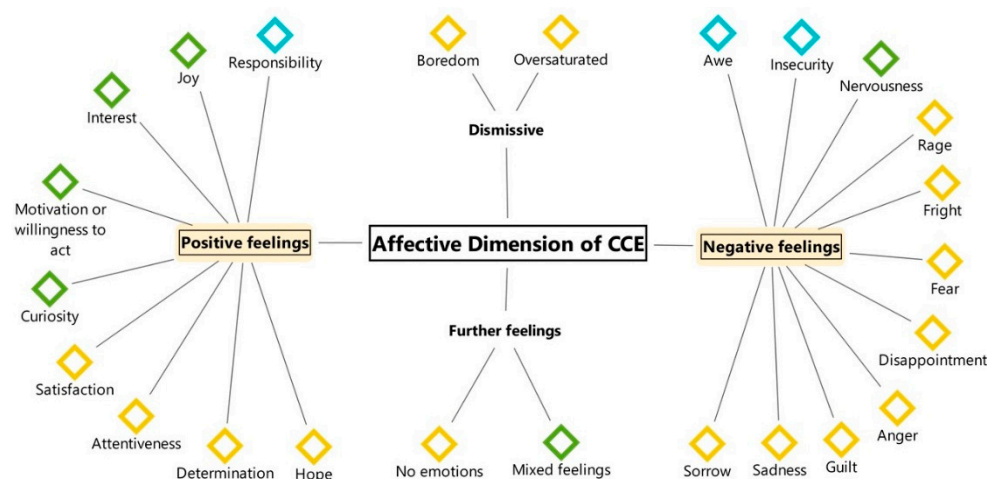 Responsibility
Joy
Interest
Motivation or
willingness to
act
Curiosity
Satisfaction
Attentiveness
Determination
Hope
Positive feelings
Boredom
Oversaturated
Dismissive
Affective Dimension of CCE
Further feelings
No emotions
Mixed feelings
Negative feelings
Awe
Insecurity
Nervousness
Rage
Fright
Fear
Disappointment
Anger
Guilt
Sadness
Sorrow